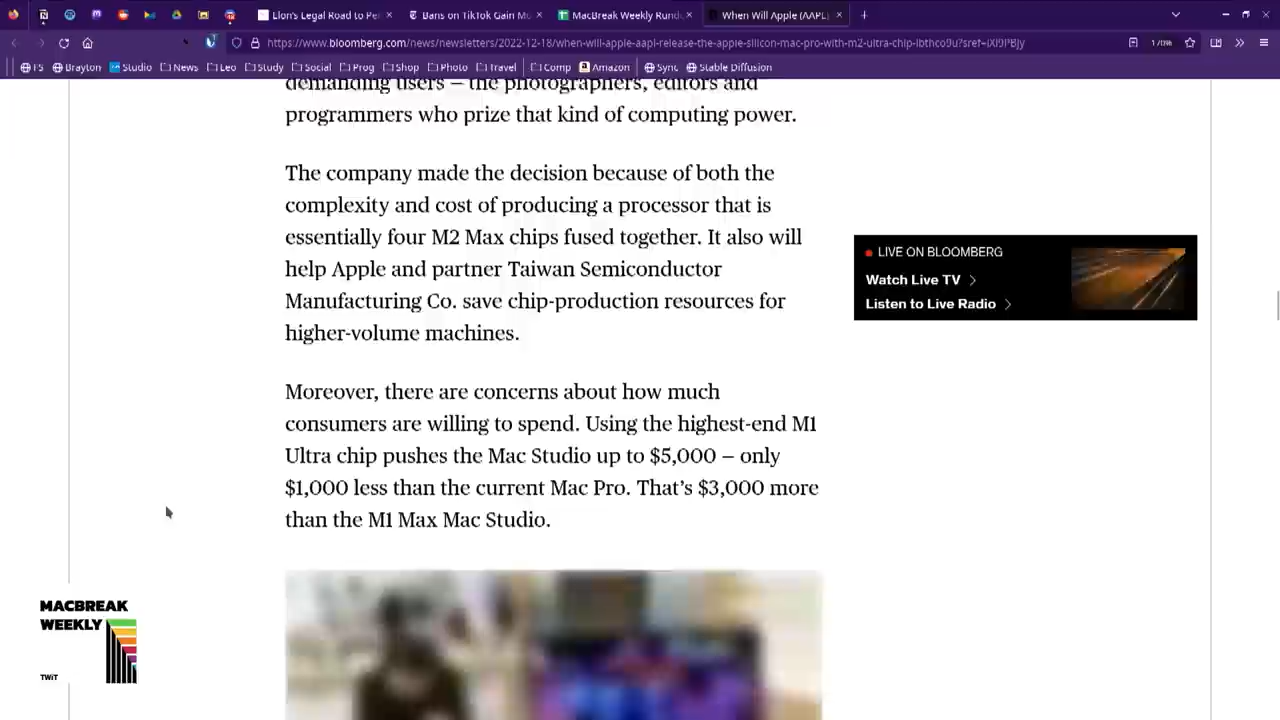 Elon's Legal Road to Pe
Bans on TikTok Gain Mo
MacBreak Weekly Rund
When Will Apple (AAPL)
https://www.bloomberg.com/news/newsletters/2022-12-18/when-will-apple-aapl-release-the-apple-silicon-mac-pro-with-m2-ultra-chip-lbthco9u?sref=
170%
FS
Brayton
Studio
News
Leo
Study
Social
Prog
Shop
Photo
Travel
Comp
Amazon
Sync
Stable Diffusion
demanding users — the photographers, editors and
programmers who prize that kind of computing power.
The company made the decision because of both the
complexity and cost of producing a processor that is
essentially four M2 Max chips fused together. It also will
help Apple and partner Taiwan Semiconductor
Manufacturing Co. save chip-production resources for
higher-volume machines.
LIVE ON BLOOMBERG
Watch Live TV
Listen to Live Radio
Moreover, there are concerns about how much
consumers are willing to spend. Using the highest-end M1
Ultra chip pushes the Mac Studio up to $5,000 — only
$1,000 less than the current Mac Pro. That's $3,000 more
than the M1 Max Mac Studio.
MACBREAK
WEEKLY
TWiT